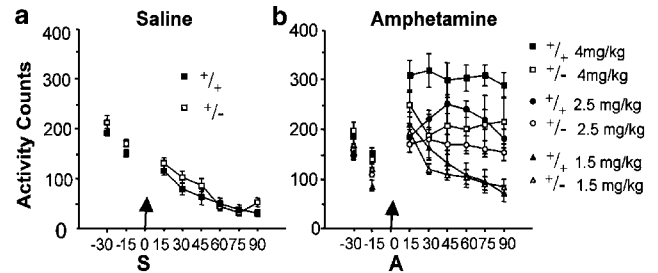 a Saline
b Amphetamine
Activity Counts
400
300
200
100
0
-30 -15 0 15 30 45 60 75 90
S
+/+
+/-
400
300
200
100
0
-30 -15 0 15 30 45 60 75 90
A
+/+ 4mg/kg
+/- 4mg/kg
+/+ 2.5 mg/kg
+/- 2.5 mg/kg
+/+ 1.5 mg/kg
+/- 1.5 mg/kg